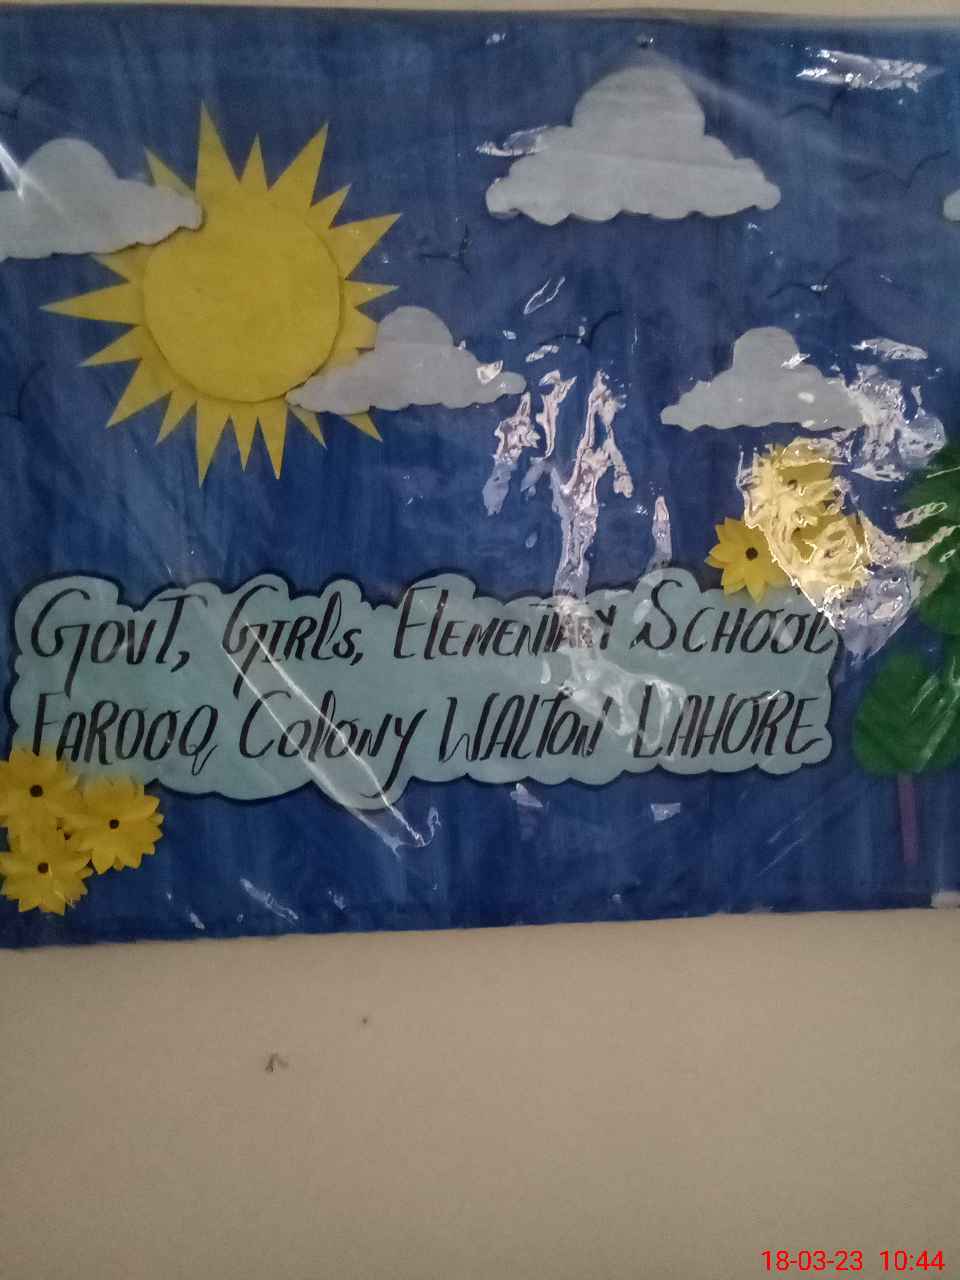 GOVT, GIRLs, ElEMENTARY SCHOOL
FAROOQ ColoNy WALTON LAHORE
18-03-23 10:44